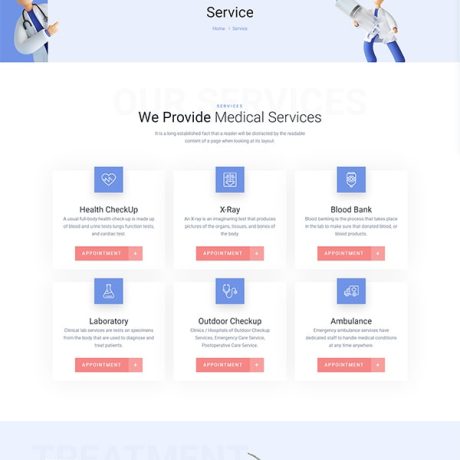 Service
Home › Service
OUR SERVICES
SERVICES
We Provide Medical Services
It is a long established fact that a reader will be distracted by the readable
content of a page when looking at its layout
Health CheckUp
A usual full-body health check-up is made up
of blood and urine tests lungs function tests,
and cardiac test
APPOINTMENT +
X-Ray
An X-ray is an imaginuring test that produces
pictures of the organs, tissues, and bones of
the body
APPOINTMENT +
Blood Bank
Blood banking is the process that takes place
in the lab to make sure that donated blood, or
blood products.
APPOINTMENT +
Laboratory
Clinical lab services are tests on specimens
from the body that are used to diagnose and
treat patients.
APPOINTMENT +
Outdoor Checkup
Clinics / Hospitals of Outdoor Checkup
Services, Emergency Care Service,
Postoperative Care Service
APPOINTMENT +
Ambulance
Emergency ambulance services have
dedicated staff to handle medical conditions
at any time anywhere.
APPOINTMENT +
TREATMENT